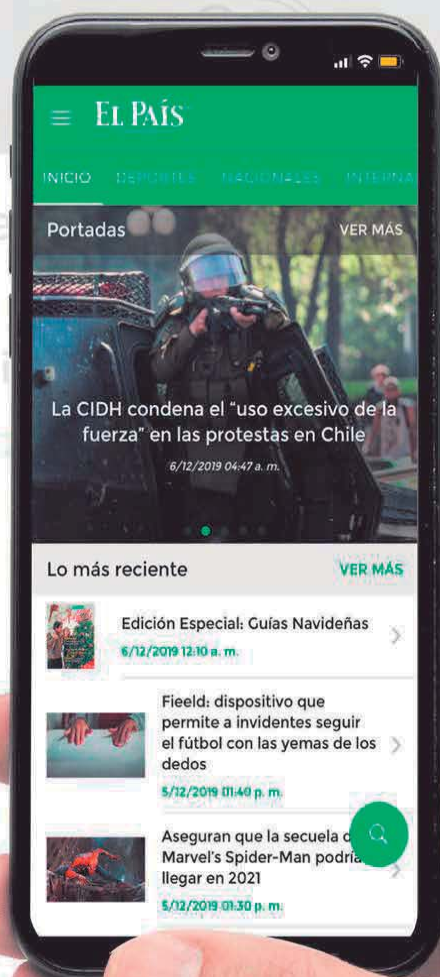 EL PAÍS
INICIO DEPORTES NACIONALES INTERNA
Portadas VER MÁS
La CIDH condena el "uso excesivo de la
fuerza" en las protestas en Chile
6/12/2019 04:47 a. m.
Lo más reciente VER MÁS
Edición Especial: Guías Navideñas
6/12/2019 12:10 a. m.
Fieeld: dispositivo que
permite a invidentes seguir
el fútbol con las yemas de los
dedos
5/12/2019 01:40 p. m.
Aseguran que la secuela d
Marvel's Spider-Man podría
llegar en 2021
5/12/2019 01:30 p. m.